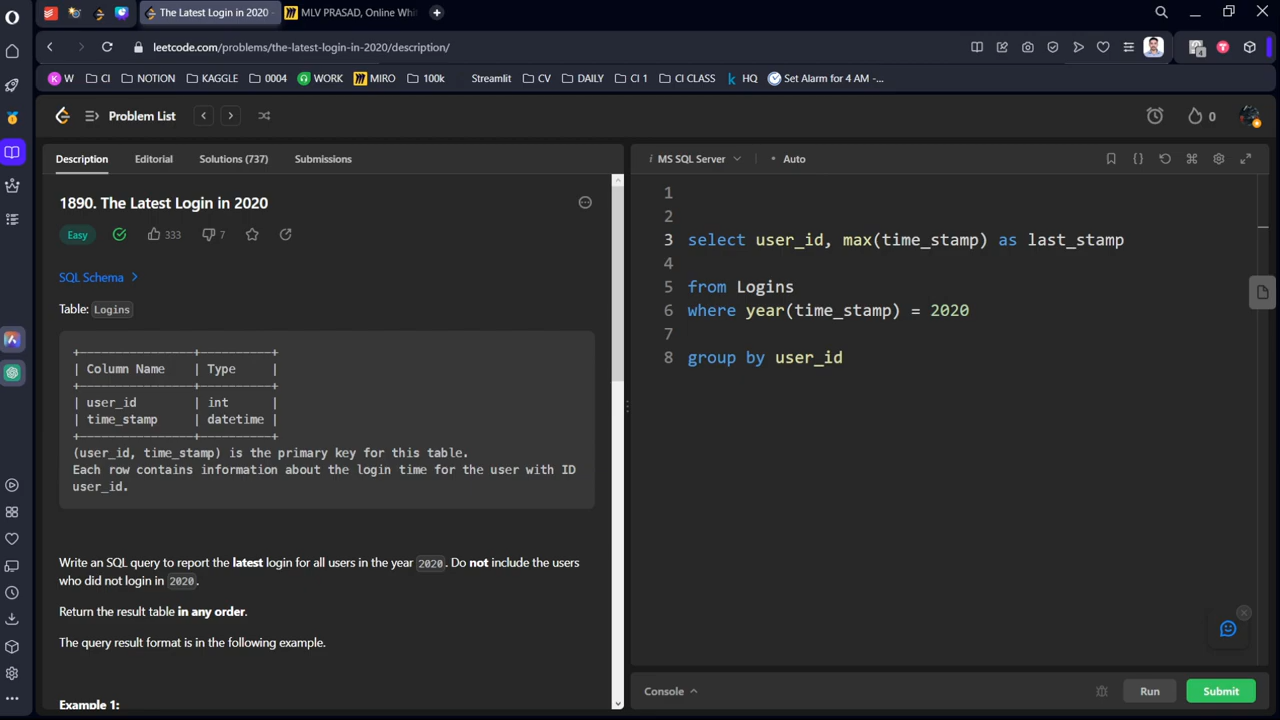 The Latest Login in 2020
MLV PRASAD, Online Whit
leetcode.com/problems/the-latest-login-in-2020/description/
W CI NOTION KAGGLE 0004 WORK MIRO 100k Streamlit CV DAILY CI 1 CI CLASS HQ Set Alarm for 4 AM -...
Problem List
0
Description Editorial Solutions (737) Submissions
1890. The Latest Login in 2020
Easy 333 7
SQL Schema
Table: Logins
+----------------+----------+
| Column Name | Type |
+----------------+----------+
| user_id | int |
| time_stamp | datetime |
+----------------+----------+
(user_id, time_stamp) is the primary key for this table.
Each row contains information about the login time for the user with ID
user_id.
Write an SQL query to report the latest login for all users in the year 2020. Do not include the users
who did not login in 2020.
Return the result table in any order.
The query result format is in the following example.
Example 1:
i MS SQL Server • Auto
1
2
3 select user_id, max(time_stamp) as last_stamp
4
5 from Logins
6 where year(time_stamp) = 2020
7
8 group by user_id
Console
Run
Submit